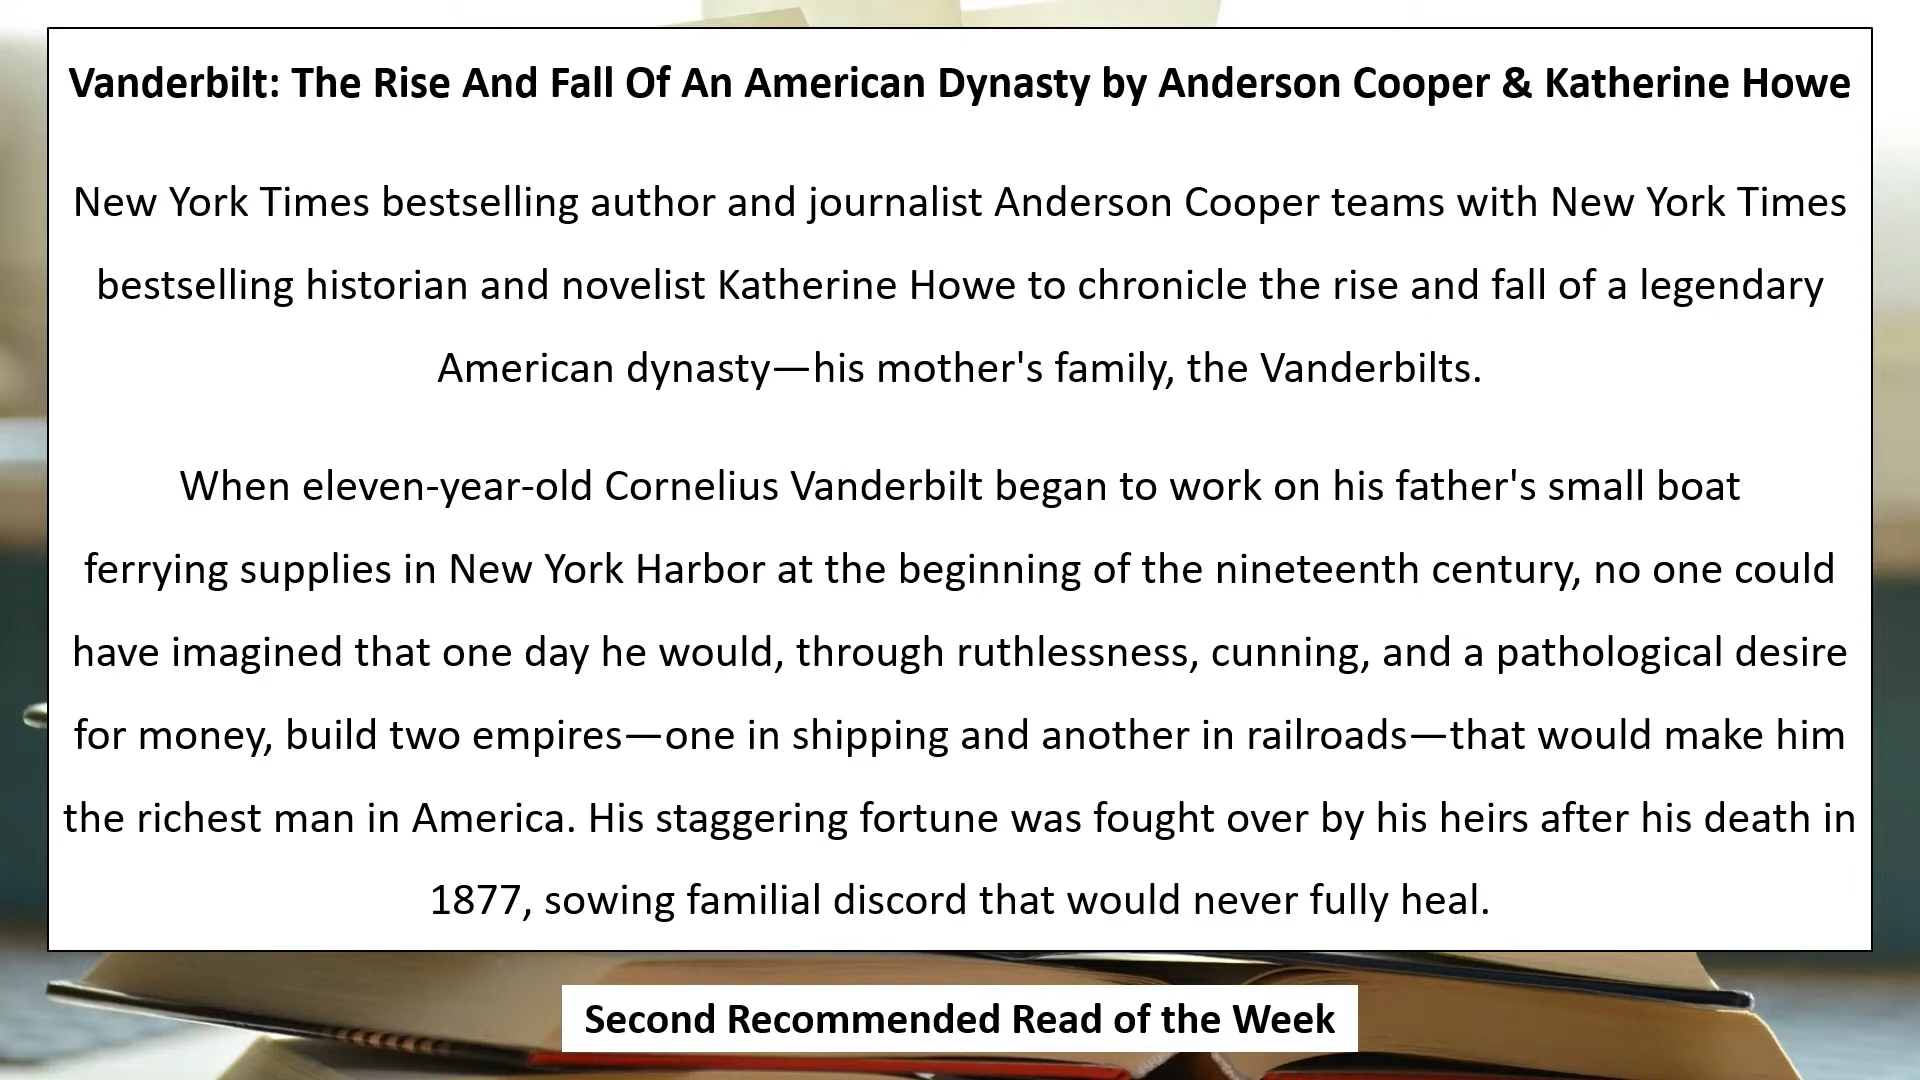 Vanderbilt: The Rise And Fall Of An American Dynasty by Anderson Cooper & Katherine Howe
New York Times bestselling author and journalist Anderson Cooper teams with New York Times
bestselling historian and novelist Katherine Howe to chronicle the rise and fall of a legendary
American dynasty—his mother's family, the Vanderbilts.
When eleven-year-old Cornelius Vanderbilt began to work on his father's small boat
ferrying supplies in New York Harbor at the beginning of the nineteenth century, no one could
have imagined that one day he would, through ruthlessness, cunning, and a pathological desire
for money, build two empires—one in shipping and another in railroads—that would make him
the richest man in America. His staggering fortune was fought over by his heirs after his death in
1877, sowing familial discord that would never fully heal.
Second Recommended Read of the Week